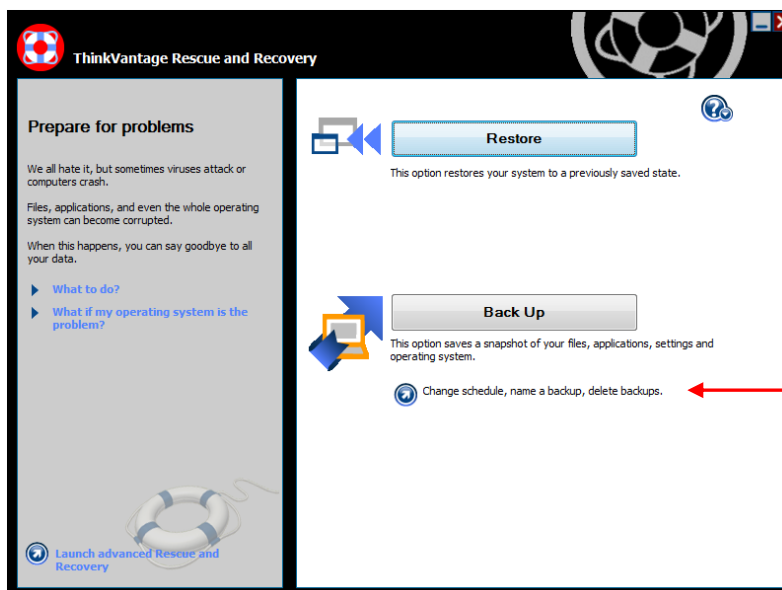 ThinkVantage Rescue and Recovery
Prepare for problems
We all hate it, but sometimes viruses attack or
computers crash.
Files, applications, and even the whole operating
system can become corrupted.
When this happens, you can say goodbye to all
your data.
What to do?
What if my operating system is the
problem?
Launch advanced Rescue and
Recovery
Restore
This option restores your system to a previously saved state.
Back Up
This option saves a snapshot of your files, applications, settings and
operating system.
Change schedule, name a backup, delete backups.